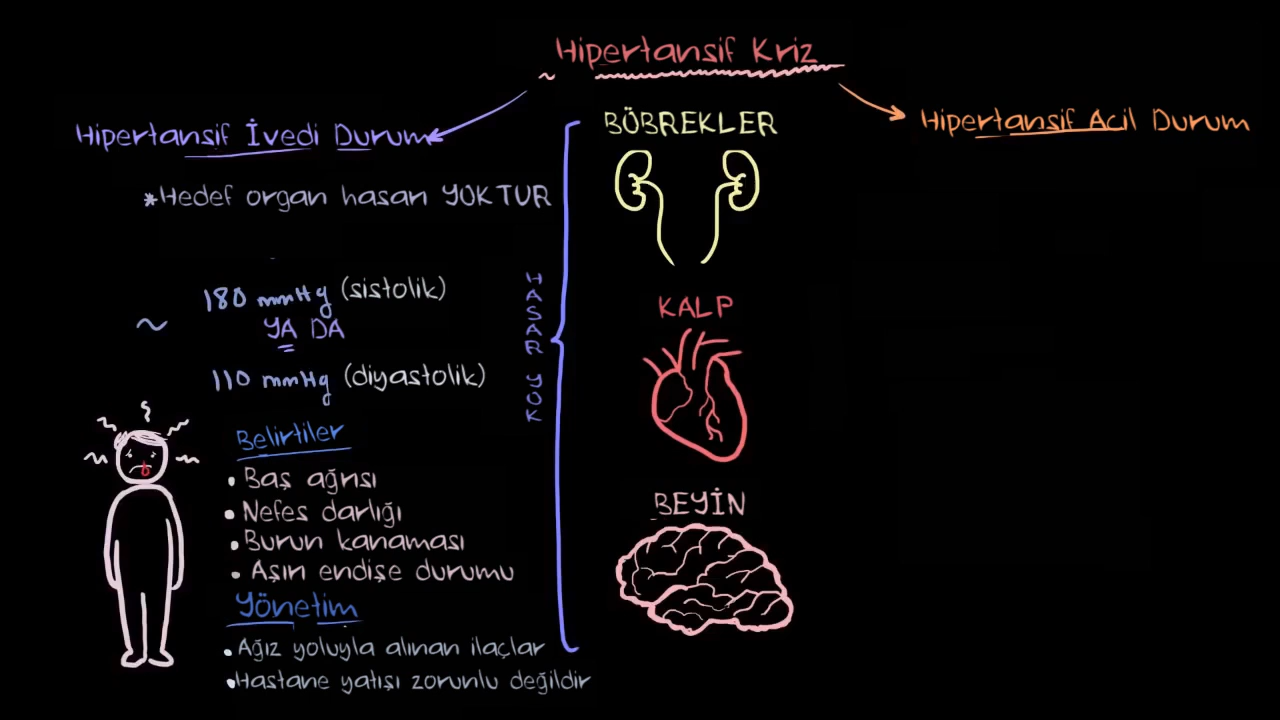 Hipertansif Kriz
Hipertansif İvedi Durum
*Hedef organ hasarı YOKTUR
~ 180 mmHg (sistolik)
YA DA
110 mmHg (diyastolik)
Belirtiler
• Baş ağrısı
• Nefes darlığı
• Burun kanaması
• Aşırı endişe durumu
Yönetim
• Ağız yoluyla alınan ilaçlar
• Hastane yatışı zorunlu değildir
HASAR YOK
BÖBREKLER
KALP
BEYİN
Hipertansif Acil Durum